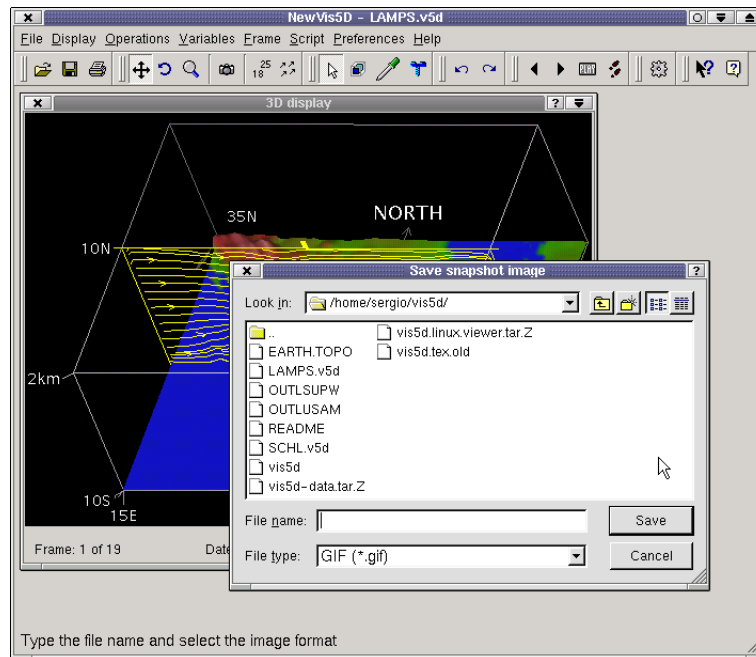 NewVis5D - LAMPS.v5d
File Display Operations Variables Frame Script Preferences Help
25
18
3D display
35N
NORTH
10N
2km
10S
15E
Frame: 1 of 19
Date
Save snapshot image
Look in: /home/sergio/vis5d/
..
EARTH.TOPO
LAMPS.v5d
OUTLSUPW
OUTLUSAM
README
SCHL.v5d
vis5d
vis5d-data.tar.Z
vis5d.linux.viewer.tar.Z
vis5d.tex.old
File name:
Save
File type: GIF (*.gif)
Cancel
Type the file name and select the image format